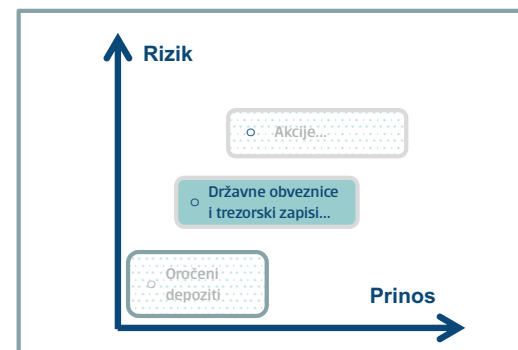 Rizik
Akcije...
Državne obveznice
i trezorski zapisi...
Oročeni
depoziti
Prinos